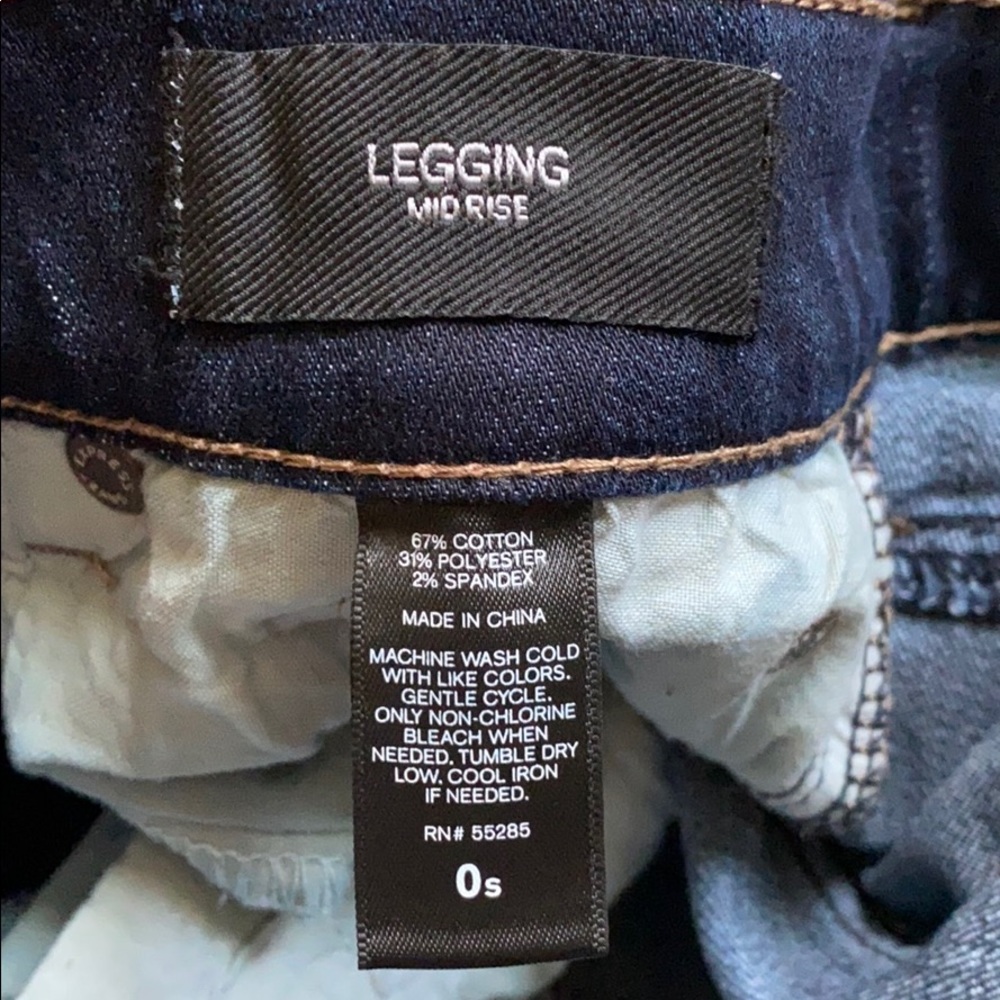 LEGGING
MID RISE
67% COTTON
31% POLYESTER
2% SPANDEX
MADE IN CHINA
MACHINE WASH COLD
WITH LIKE COLORS.
GENTLE CYCLE.
ONLY NON-CHLORINE
BLEACH WHEN
NEEDED. TUMBLE DRY
LOW. COOL IRON
IF NEEDED.
RN# 55285
0s